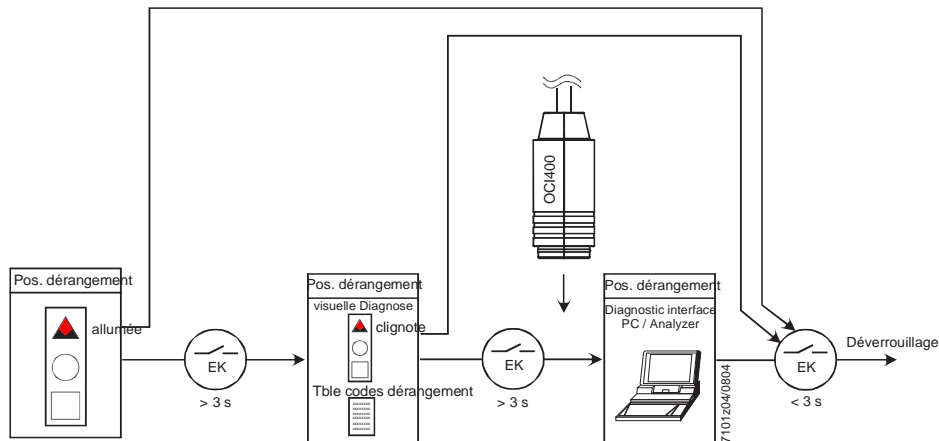 OCI400
Pos. dérangement
allumée
EK
> 3 s
Pos. dérangement
visuelle Diagnose
clignote
Tble codes dérangement
EK
> 3 s
Pos. dérangement
Diagnostic interface
PC / Analyzer
7101z04/0804
EK
< 3 s
Déverrouillage